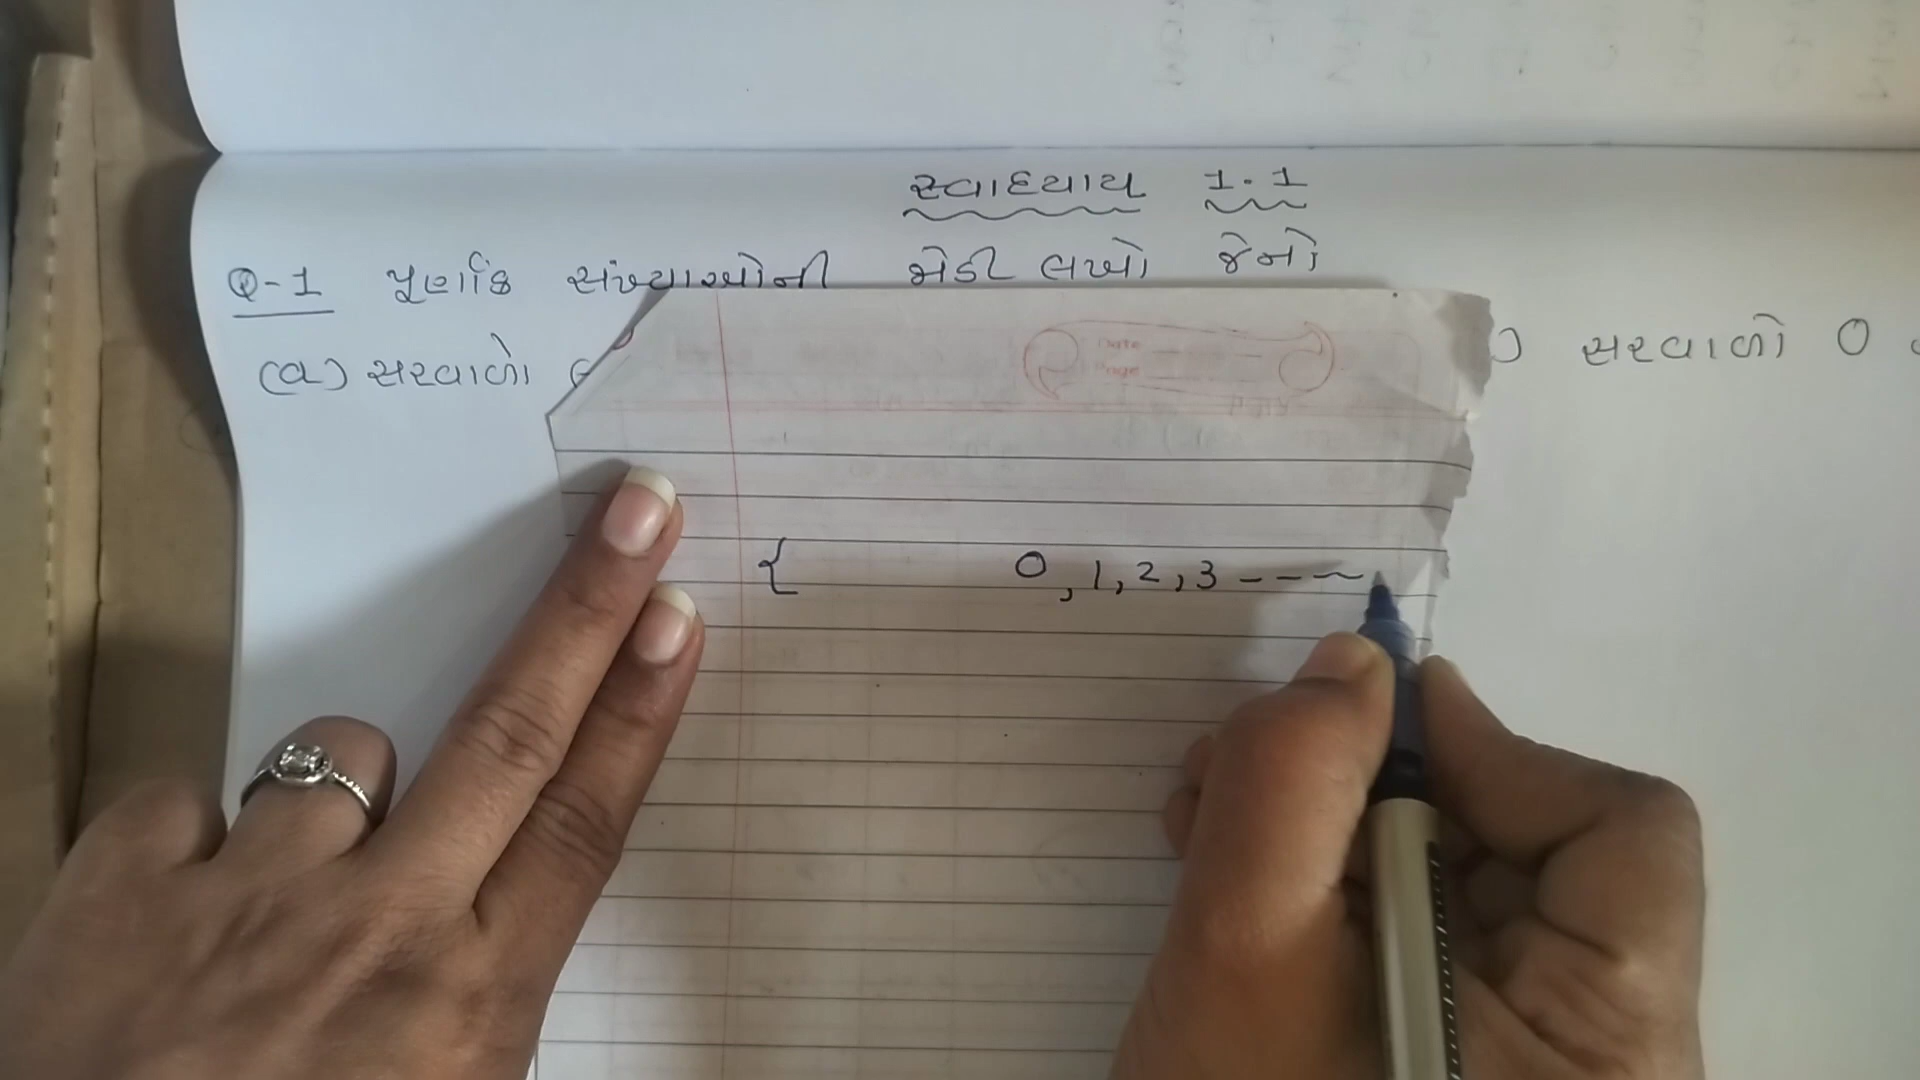 સ્વાધ્યાય 1.1
Q-1 પૂર્ણાંક સંખ્યાઓની જોડી લખો જેનો
(a) સરવાળો
સરવાળો 0
Date
Page
{ 0, 1, 2, 3 ----